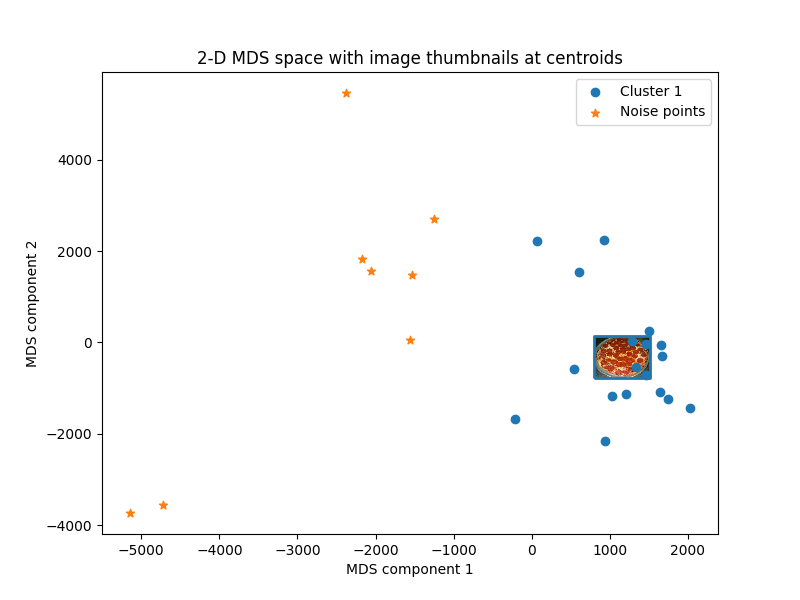 2-D MDS space with image thumbnails at centroids
Cluster 1
Noise points
MDS component 2
4000
2000
0
−2000
−4000
−5000 −4000 −3000 −2000 −1000 0 1000 2000
MDS component 1